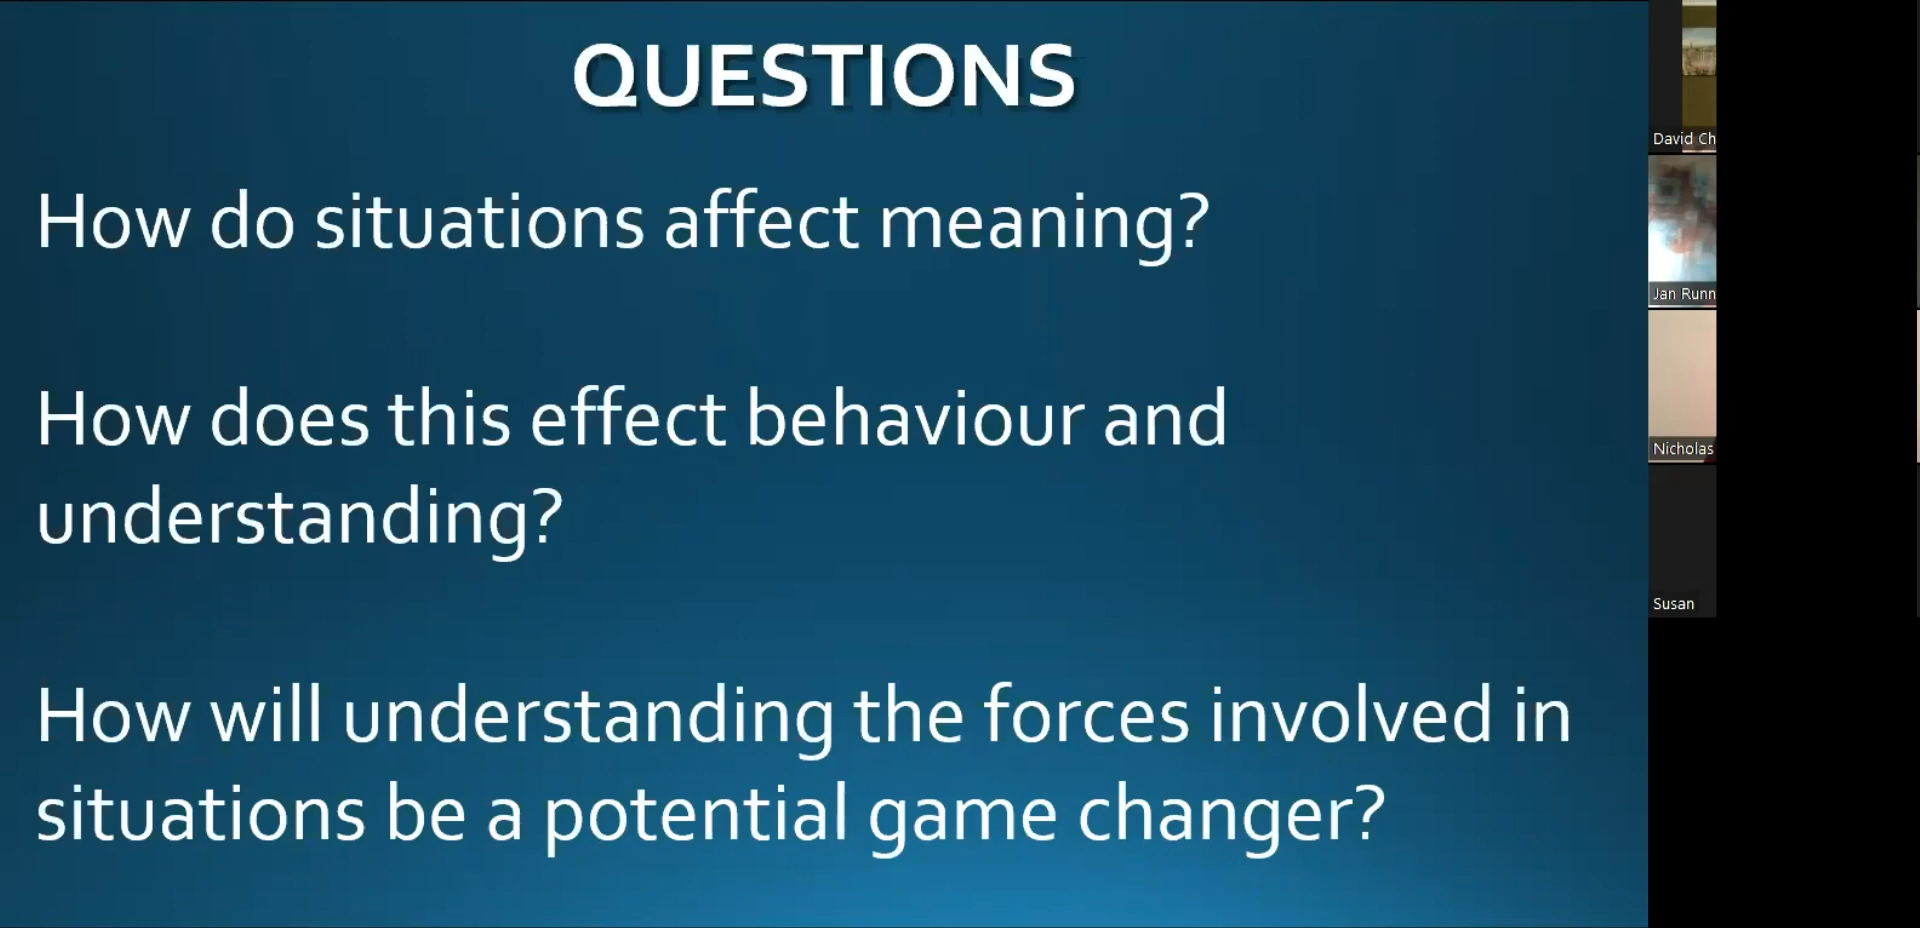 QUESTIONS
How do situations affect meaning?
How does this effect behaviour and
understanding?
How will understanding the forces involved in
situations be a potential game changer?
David Ch
Jan Runn
Nicholas
Susan